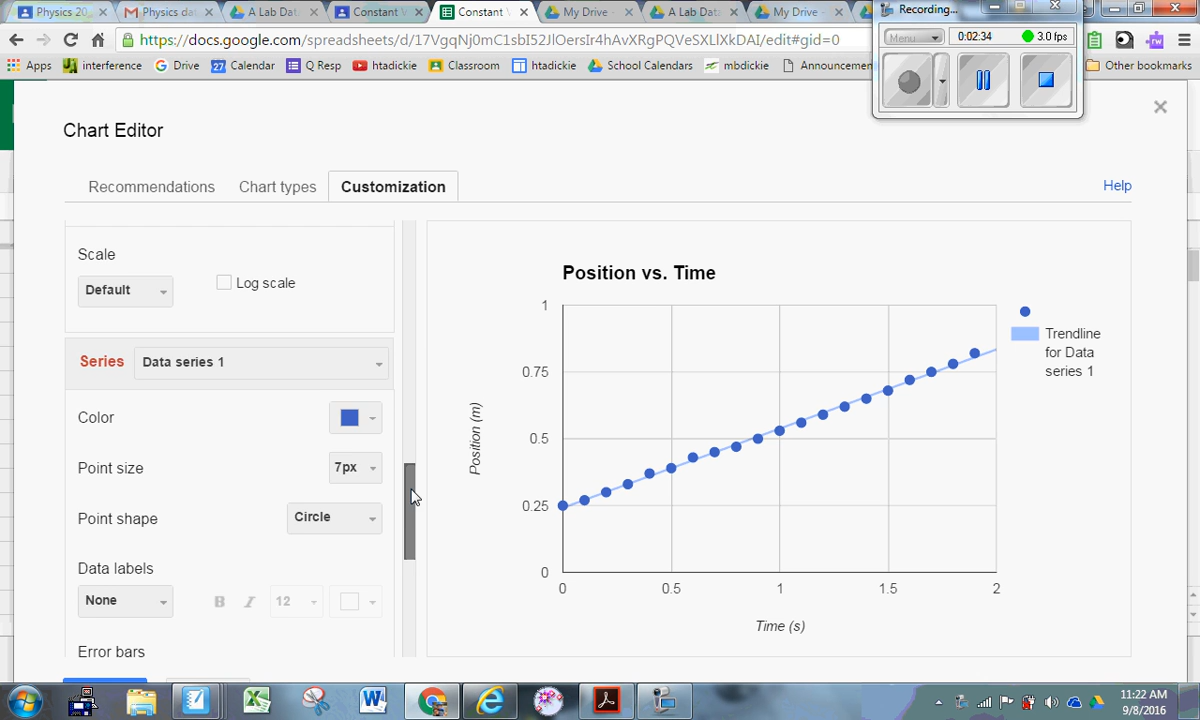 Physics 20
Physics dat
A Lab Dat
Constant V
Constant V
My Drive -
A Lab Dat
My Drive -
Recording...
https://docs.google.com/spreadsheets/d/17VgqNj0mC1sbI52JlOersIr4hAvXRgPQVeSXLlXkDAI/edit#gid=0
Menu
0:02:34
3.0 fps
Apps
interference
Drive
Calendar
Q Resp
htadickie
Classroom
htadickie
School Calendars
mbdickie
Announcemen
Other bookmarks
Chart Editor
Recommendations
Chart types
Customization
Help
Scale
Default
Log scale
Series
Data series 1
Color
Point size
7px
Point shape
Circle
Data labels
None
B
I
12
Error bars
Position vs. Time
1
0.75
0.5
0.25
0
Position (m)
0
0.5
1
1.5
2
Time (s)
Trendline
for Data
series 1
11:22 AM
9/8/2016